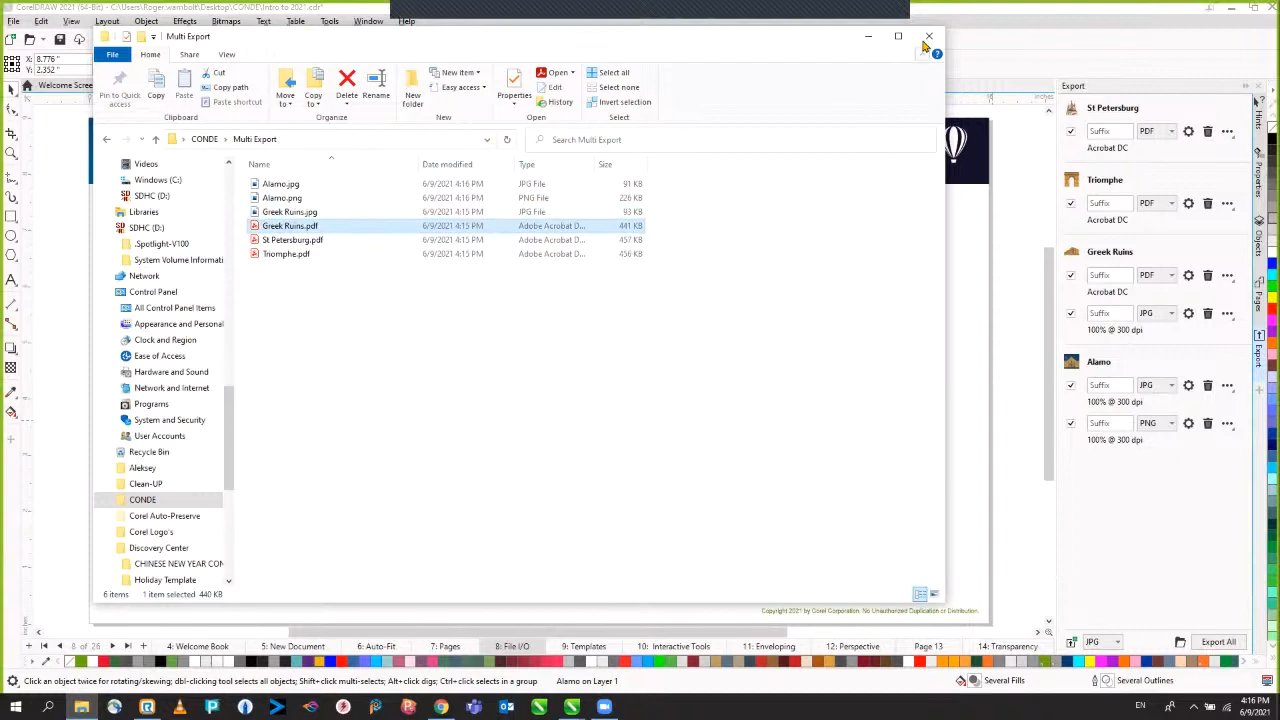 CorelDRAW 2021 (64-Bit) - C:\Users\Roger.wambolt\Desktop\CONDE\Intro to 2021.cdr*
File Edit View Layout Object Effects Bitmaps Text Table Tools Window Help
X: 8.776 "
Y: 2.352 "
Welcome Screen
Multi Export
File Home Share View
Pin to Quick access
Copy
Paste
Cut
Copy path
Paste shortcut
Clipboard
Move to
Copy to
Delete
Rename
Organize
New folder
New item
Easy access
New
Properties
Open
Edit
History
Open
Select all
Select none
Invert selection
Select
CONDE > Multi Export
Search Multi Export
Name Date modified Type Size
Alamo.jpg 6/9/2021 4:16 PM JPG File 91 KB
Alamo.png 6/9/2021 4:16 PM PNG File 226 KB
Greek Ruins.jpg 6/9/2021 4:15 PM JPG File 93 KB
Greek Ruins.pdf 6/9/2021 4:15 PM Adobe Acrobat D... 441 KB
St Petersburg.pdf 6/9/2021 4:15 PM Adobe Acrobat D... 457 KB
Triomphe.pdf 6/9/2021 4:15 PM Adobe Acrobat D... 456 KB
Videos
Windows (C:)
SDHC (D:)
Libraries
SDHC (D:)
.Spotlight-V100
System Volume Informati
Network
Control Panel
All Control Panel Items
Appearance and Personal
Clock and Region
Ease of Access
Hardware and Sound
Network and Internet
Programs
System and Security
User Accounts
Recycle Bin
Aleksey
Clean-UP
CONDE
Corel Auto-Preserve
Corel Logo's
Discovery Center
CHINESE NEW YEAR CON
Holiday Template
6 items 1 item selected 440 KB
inches
Export
St Petersburg
Suffix PDF
Acrobat DC
Triomphe
Suffix PDF
Greek Ruins
Suffix PDF
Acrobat DC
Suffix JPG
100% @ 300 dpi
Alamo
Suffix JPG
100% @ 300 dpi
Suffix PNG
100% @ 300 dpi
JPG Export All
Hints
Properties
Objects
Pages
Export
Copyright 2021 by Corel Corporation. No Unauthorized Duplication or Distribution.
8 of 26 4: Welcome Book 5: New Document 6: Auto-Fit 7: Pages 8: File I/O 9: Templates 10: Interactive Tools 11: Enveloping 12: Perspective Page 13 14: Transparency
Click an object twice for rotating/skewing; dbl-clicking tool selects all objects; Shift+click multi-selects; Alt+click digs; Ctrl+click selects in a group Alamo on Layer 1 Several Fills Several Outlines
EN 4:16 PM
6/9/2021